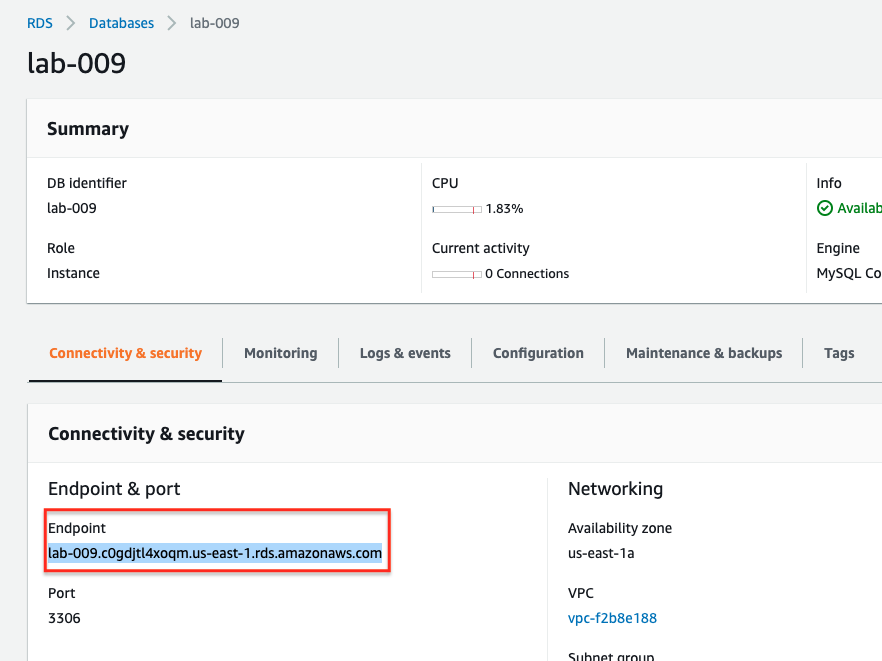 RDS > Databases > lab-009
lab-009
Summary
DB identifier
lab-009
CPU
1.83%
Info
Availab
Role
Instance
Current activity
0 Connections
Engine
MySQL Co
Connectivity & security
Monitoring
Logs & events
Configuration
Maintenance & backups
Tags
Connectivity & security
Endpoint & port
Endpoint
lab-009.c0gdjtl4xoqm.us-east-1.rds.amazonaws.com
Port
3306
Networking
Availability zone
us-east-1a
VPC
vpc-f2b8e188
Subnet group